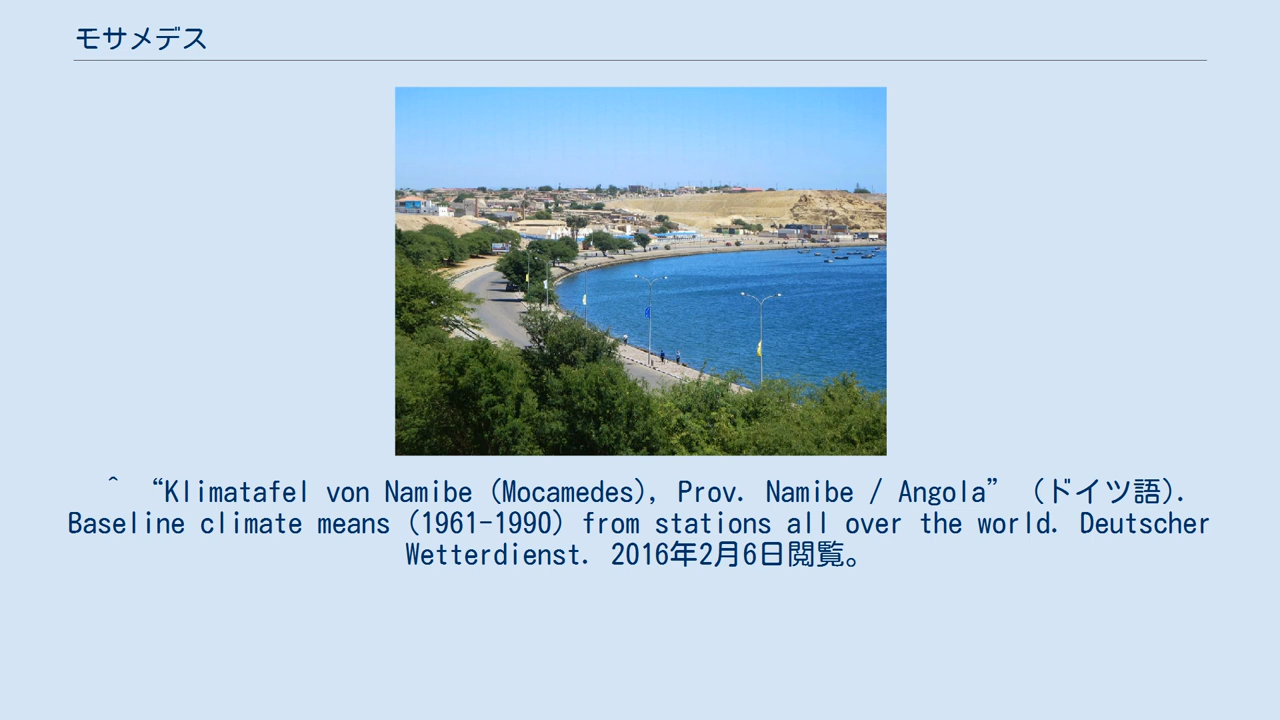 モサメデス
^ “Klimatafel von Namibe (Mocamedes), Prov. Namibe / Angola” (ドイツ語).
Baseline climate means (1961-1990) from stations all over the world. Deutscher
Wetterdienst. 2016年2月6日閲覧。